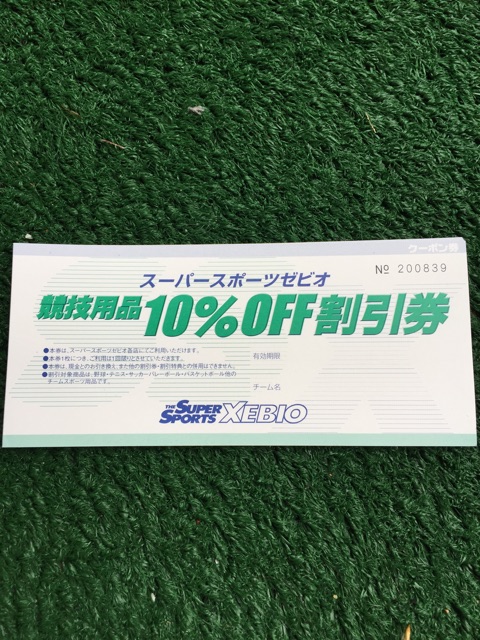 クーポン券
№ 200839
スーパースポーツゼビオ
競技用品10%OFF割引券
●本券は、スーパースポーツゼビオ各店にてご利用いただけます。
●本券1枚につき、ご利用は1回限りとさせていただきます。
●本券は、現金とのお引き換え、また他の割引券・割引特典との併用はできません。
●割引対象商品は、野球・テニス・サッカー・バレーボール・バスケットボール他の
チームスポーツ用品です。
有効期限
チーム名
THE SUPER SPORTS XEBIO